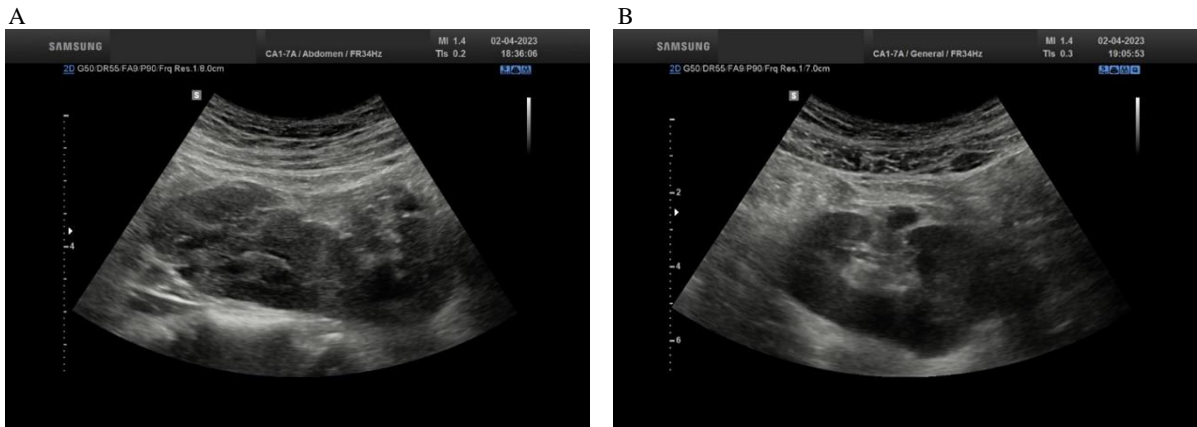 A
SAMSUNG
CA1-7A / Abdomen / FR34Hz
MI 1.4
TIs 0.2
02-04-2023
18:36:06
2D G50/DR55/FA9/P90/Frq Res.1/8.0cm
S
4
B
SAMSUNG
CA1-7A / General / FR34Hz
MI 1.4
TIs 0.3
02-04-2023
19:05:53
2D G50/DR55/FA9/P90/Frq Res.1/7.0cm
S
2
4
6